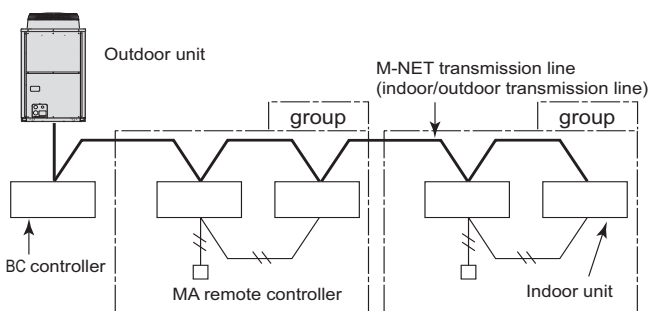 Outdoor unit
M-NET transmission line
(indoor/outdoor transmission line)
group
group
BC controller
MA remote controller
Indoor unit